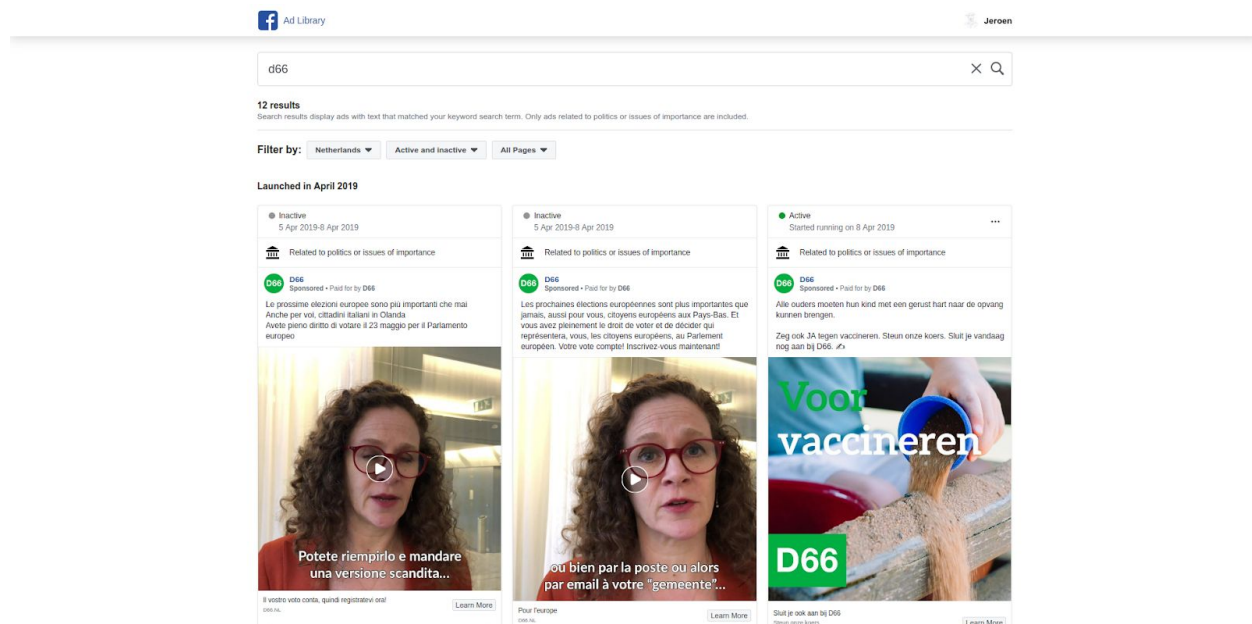 Ad Library
Jeroen
d66
12 results
Search results display ads with text that matched your keyword search term. Only ads related to politics or issues of importance are included.
Filter by: Netherlands Active and inactive All Pages
Launched in April 2019
Inactive
5 Apr 2019-8 Apr 2019
Related to politics or issues of importance
D66
D66
Sponsored • Paid for by D66
Le prossime elezioni europee sono più importanti che mai
Anche per voi, cittadini italiani in Olanda
Avete pieno diritto di votare il 23 maggio per il Parlamento
europeo
Potete riempirlo e mandare
una versione scandita...
Il vostro voto conta, quindi registratevi ora!
D66.NL
Learn More
Inactive
5 Apr 2019-8 Apr 2019
Related to politics or issues of importance
D66
D66
Sponsored • Paid for by D66
Les prochaines élections européennes sont plus importantes que
jamais, aussi pour vous, citoyens européens aux Pays-Bas. Et
vous avez pleinement le droit de voter et de décider qui
représentera, vous, les citoyens européens, au Parlement
européen. Votre vote compte! Inscrivez-vous maintenant!
ou bien par la poste ou alors
par email à votre "gemeente"...
Pour l'europe
D66.NL
Learn More
Active
Started running on 8 Apr 2019
Related to politics or issues of importance
D66
D66
Sponsored • Paid for by D66
Alle ouders moeten hun kind met een gerust hart naar de opvang
kunnen brengen.
Zeg ook JA tegen vaccineren. Steun onze koers. Sluit je vandaag
nog aan bij D66. ✍
Voor
vaccineren
D66
Sluit je ook aan bij D66
Steun onze koers
Learn More